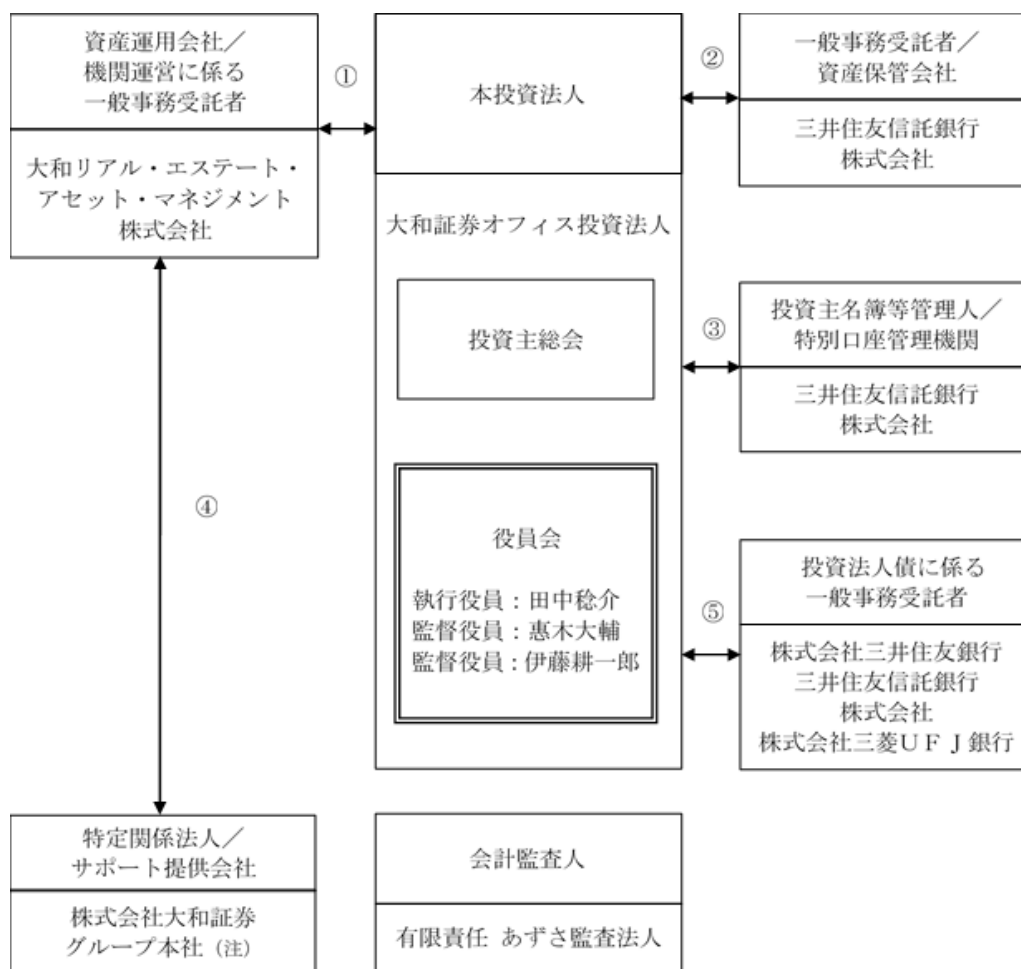 資産運用会社／
機関運営に係る
一般事務受託者
大和リアル・エステート・
アセット・マネジメント
株式会社
①
本投資法人
②
一般事務受託者／
資産保管会社
三井住友信託銀行
株式会社
大和証券オフィス投資法人
投資主総会
③
投資主名簿等管理人／
特別口座管理機関
三井住友信託銀行
株式会社
④
役員会
執行役員：田中稔介
監督役員：惠木大輔
監督役員：伊藤耕一郎
⑤
投資法人債に係る
一般事務受託者
株式会社三井住友銀行
三井住友信託銀行
株式会社
株式会社三菱ＵＦＪ銀行
特定関係法人／
サポート提供会社
株式会社大和証券
グループ本社（注）
会計監査人
有限責任 あずさ監査法人